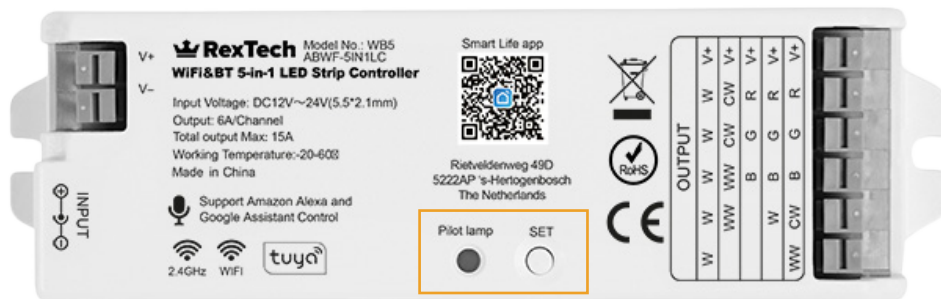 V+
V-
INPUT
RexTech
Model No.: WB5
ABWF-5IN1LC
WiFi&BT 5-in-1 LED Strip Controller
Input Voltage: DC12V～24V(5.5*2.1mm)
Output: 6A/Channel
Total output Max: 15A
Working Temperature:-20-60
Made in China
Support Amazon Alexa and
Google Assistant Control
2.4GHz
WIFI
tuya
Smart Life app
Rietveldenweg 49D
5222AP 's-Hertogenbosch
The Netherlands
Pilot lamp
SET
RoHS
CE
OUTPUT
W W W W V+
WW WW CW CW V+
B G R V+
W B G R V+
WW CW B G R V+